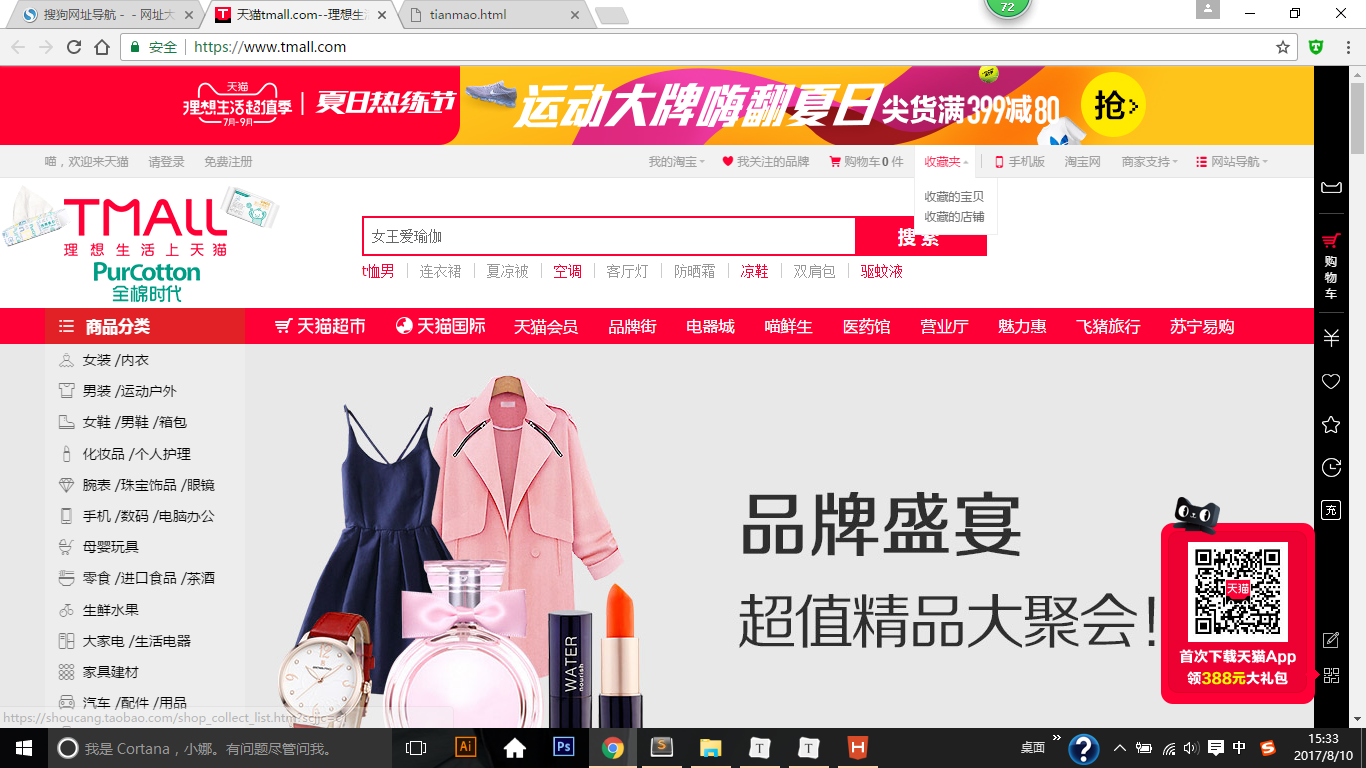 72
搜狗网址导航 - - 网址大
天猫tmall.com--理想生活
tianmao.html
安全
https://www.tmall.com
天猫
理想生活超值季
7月-9月
夏日热练节
运动大牌嗨翻夏日 尖货满399减80
抢
喵，欢迎来天猫 请登录 免费注册
我的淘宝 我关注的品牌 购物车0件 收藏夹 手机版 淘宝网 商家支持 网站导航
收藏的宝贝
收藏的店铺
TMALL
理想生活上天猫
PurCotton
全棉时代
女王爱瑜伽
搜索
t恤男 连衣裙 夏凉被 空调 客厅灯 防晒霜 凉鞋 双肩包 驱蚊液
商品分类
天猫超市 天猫国际 天猫会员 品牌街 电器城 喵鲜生 医药馆 营业厅 魅力惠 飞猪旅行 苏宁易购
女装 /内衣
男装 /运动户外
女鞋 /男鞋 /箱包
化妆品 /个人护理
腕表 /珠宝饰品 /眼镜
手机 /数码 /电脑办公
母婴玩具
零食 /进口食品 /茶酒
生鲜水果
大家电 /生活电器
家具建材
汽车 /配件 /用品
品牌盛宴
超值精品大聚会!
WATER
nourish
购物车
充
天猫
首次下载天猫App
领388元大礼包
我是 Cortana，小娜。有问题尽管问我。
Ai
Ps
S
T
T
H
桌面
中
15:33
2017/8/10